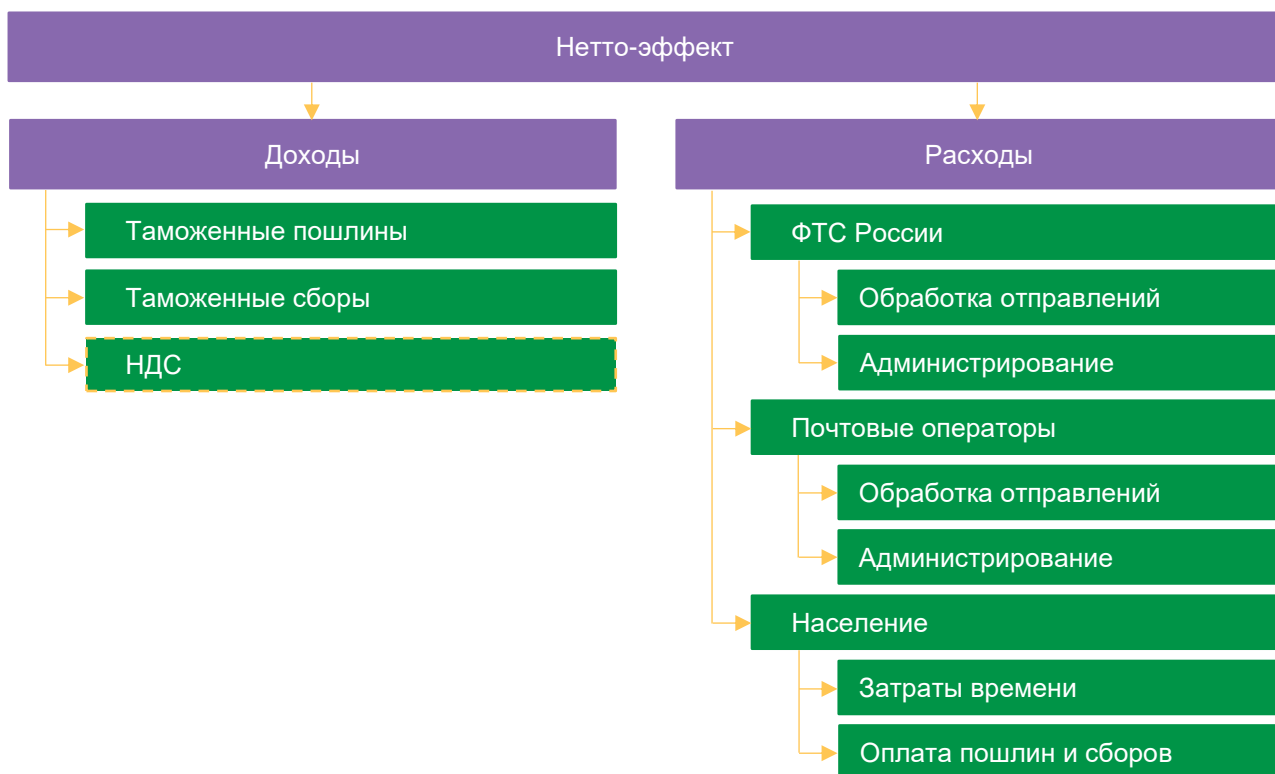 Нетто-эффект
Доходы
Таможенные пошлины
Таможенные сборы
НДС
Расходы
ФТС России
Обработка отправлений
Администрирование
Почтовые операторы
Обработка отправлений
Администрирование
Население
Затраты времени
Оплата пошлин и сборов